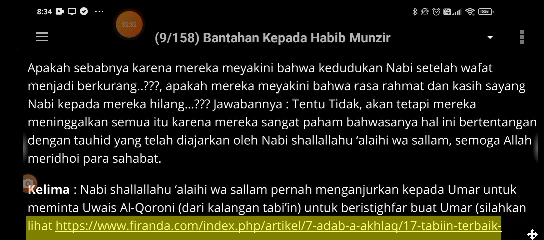 8:34
(9/158) Bantahan Kepada Habib Munzir
Apakah sebabnya karena mereka meyakini bahwa kedudukan Nabi setelah wafat
menjadi berkurang..???, apakah mereka meyakini bahwa rasa rahmat dan kasih sayang
Nabi kepada mereka hilang...??? Jawabannya : Tentu Tidak, akan tetapi mereka
meninggalkan semua itu karena mereka sangat paham bahwasanya hal ini bertentangan
dengan tauhid yang telah diajarkan oleh Nabi shallallahu 'alaihi wa sallam, semoga Allah
meridhoi para sahabat.
Kelima : Nabi shallallahu 'alaihi wa sallam pernah menganjurkan kepada Umar untuk
meminta Uwais Al-Qoroni (dari kalangan tabi'in) untuk beristighfar buat Umar (silahkan
lihat https://www.firanda.com/index.php/artikel/7-adab-a-akhlaq/17-tabiin-terbaik-